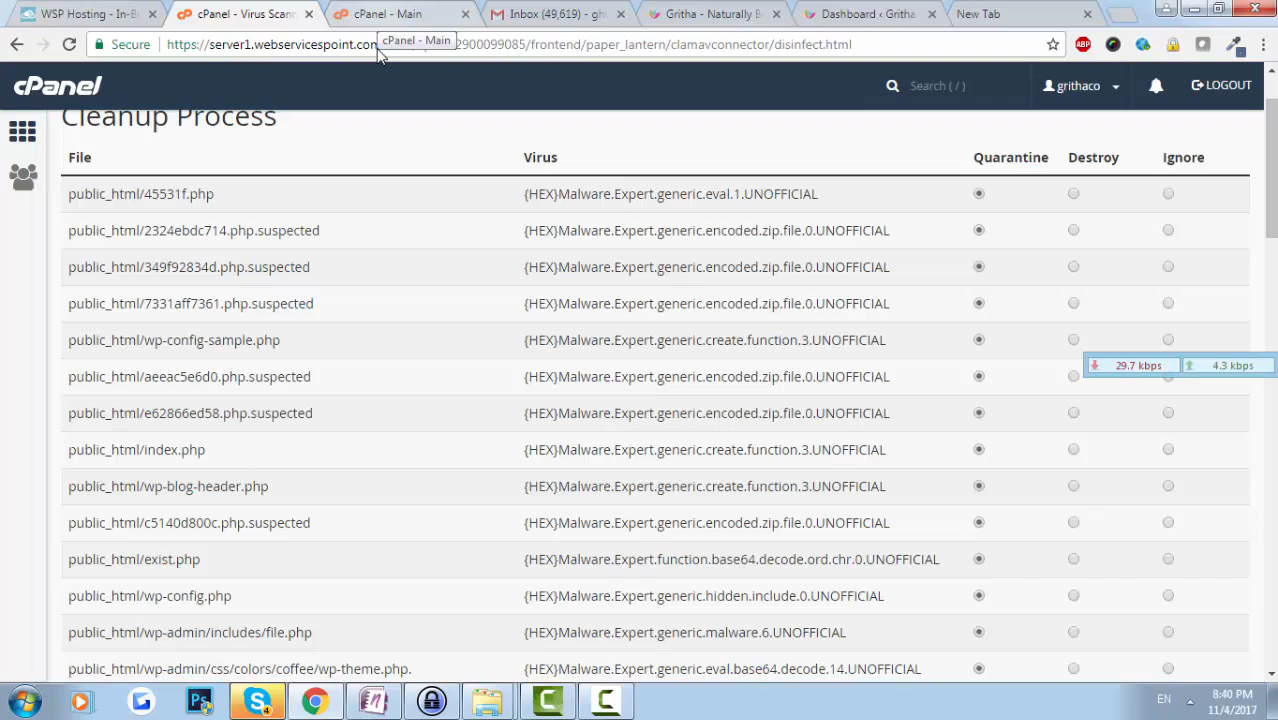 WSP Hosting - In-B
cPanel - Virus Scann
cPanel - Main
Inbox (49,619) - gh
Gritha - Naturally B
Dashboard ‹ Gritha
New Tab
Secure
https://server1.webservicespoint.com 2900099085/frontend/paper_lantern/clamavconnector/disinfect.html
cPanel - Main
ABP
cPanel
Search ( / )
grithaco
LOGOUT
Cleanup Process
File Virus Quarantine Destroy Ignore
public_html/45531f.php {HEX}Malware.Expert.generic.eval.1.UNOFFICIAL
public_html/2324ebdc714.php.suspected {HEX}Malware.Expert.generic.encoded.zip.file.0.UNOFFICIAL
public_html/349f92834d.php.suspected {HEX}Malware.Expert.generic.encoded.zip.file.0.UNOFFICIAL
public_html/7331aff7361.php.suspected {HEX}Malware.Expert.generic.encoded.zip.file.0.UNOFFICIAL
public_html/wp-config-sample.php {HEX}Malware.Expert.generic.create.function.3.UNOFFICIAL
29.7 kbps 4.3 kbps
public_html/aeeac5e6d0.php.suspected {HEX}Malware.Expert.generic.encoded.zip.file.0.UNOFFICIAL
public_html/e62866ed58.php.suspected {HEX}Malware.Expert.generic.encoded.zip.file.0.UNOFFICIAL
public_html/index.php {HEX}Malware.Expert.generic.create.function.3.UNOFFICIAL
public_html/wp-blog-header.php {HEX}Malware.Expert.generic.create.function.3.UNOFFICIAL
public_html/c5140d800c.php.suspected {HEX}Malware.Expert.generic.encoded.zip.file.0.UNOFFICIAL
public_html/exist.php {HEX}Malware.Expert.function.base64.decode.ord.chr.0.UNOFFICIAL
public_html/wp-config.php {HEX}Malware.Expert.generic.hidden.include.0.UNOFFICIAL
public_html/wp-admin/includes/file.php {HEX}Malware.Expert.generic.malware.6.UNOFFICIAL
public_html/wp-admin/css/colors/coffee/wp-theme.php. {HEX}Malware.Expert.generic.eval.base64.decode.14.UNOFFICIAL
Ps
S 4
EN
8:40 PM
11/4/2017